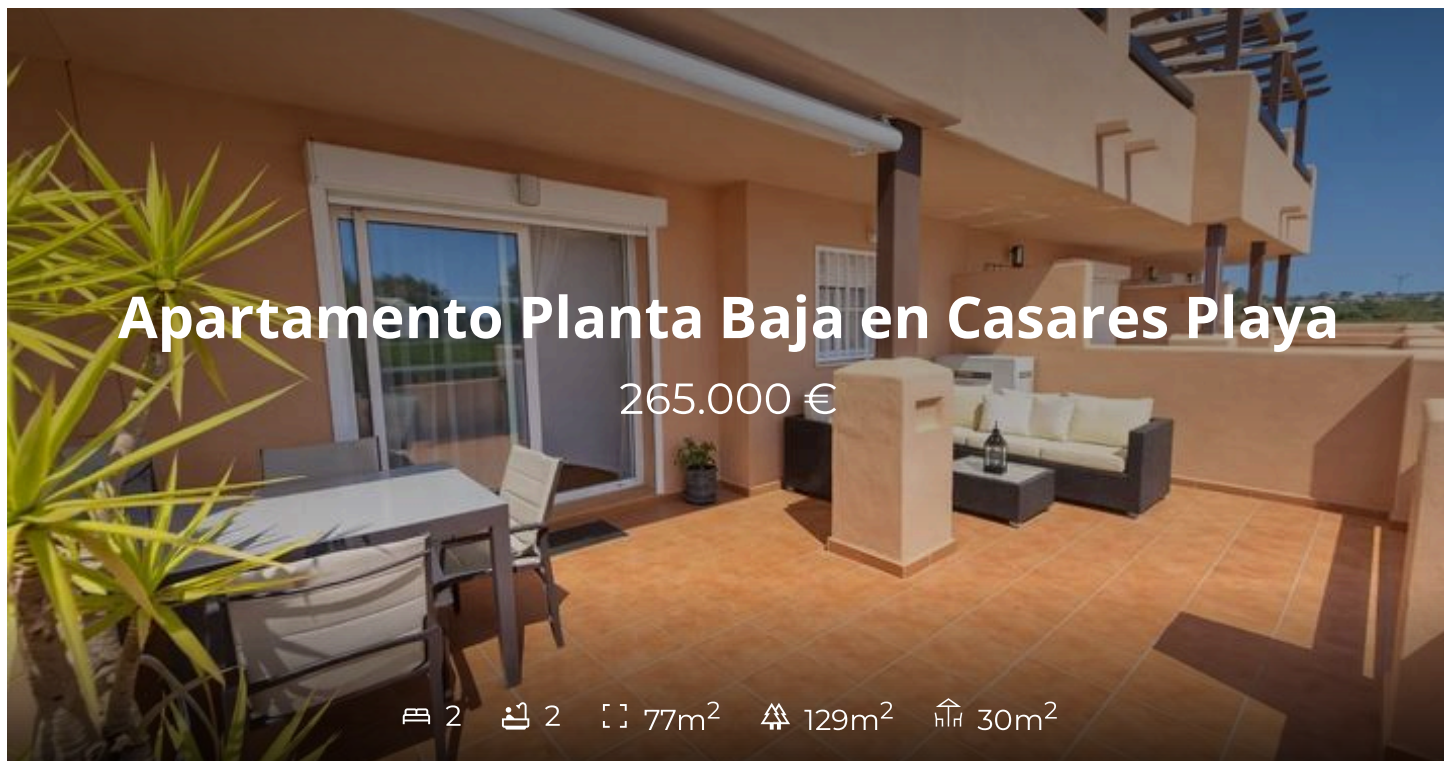 Apartamento Planta Baja en Casares Playa
265.000 €
2 2 77m² 129m² 30m²